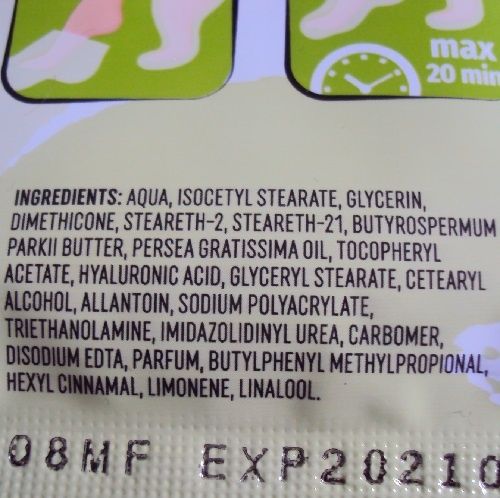 max
20 min
INGREDIENTS: AQUA, ISOCETYL STEARATE, GLYCERIN,
DIMETHICONE, STEARETH-2, STEARETH-21, BUTYROSPERMUM
PARKII BUTTER, PERSEA GRATISSIMA OIL, TOCOPHERYL
ACETATE, HYALURONIC ACID, GLYCERYL STEARATE, CETEARYL
ALCOHOL, ALLANTOIN, SODIUM POLYACRYLATE,
TRIETHANOLAMINE, IMIDAZOLIDINYL UREA, CARBOMER,
DISODIUM EDTA, PARFUM, BUTYLPHENYL METHYLPROPIONAL,
HEXYL CINNAMAL, LIMONENE, LINALOOL.
08MF EXP20210